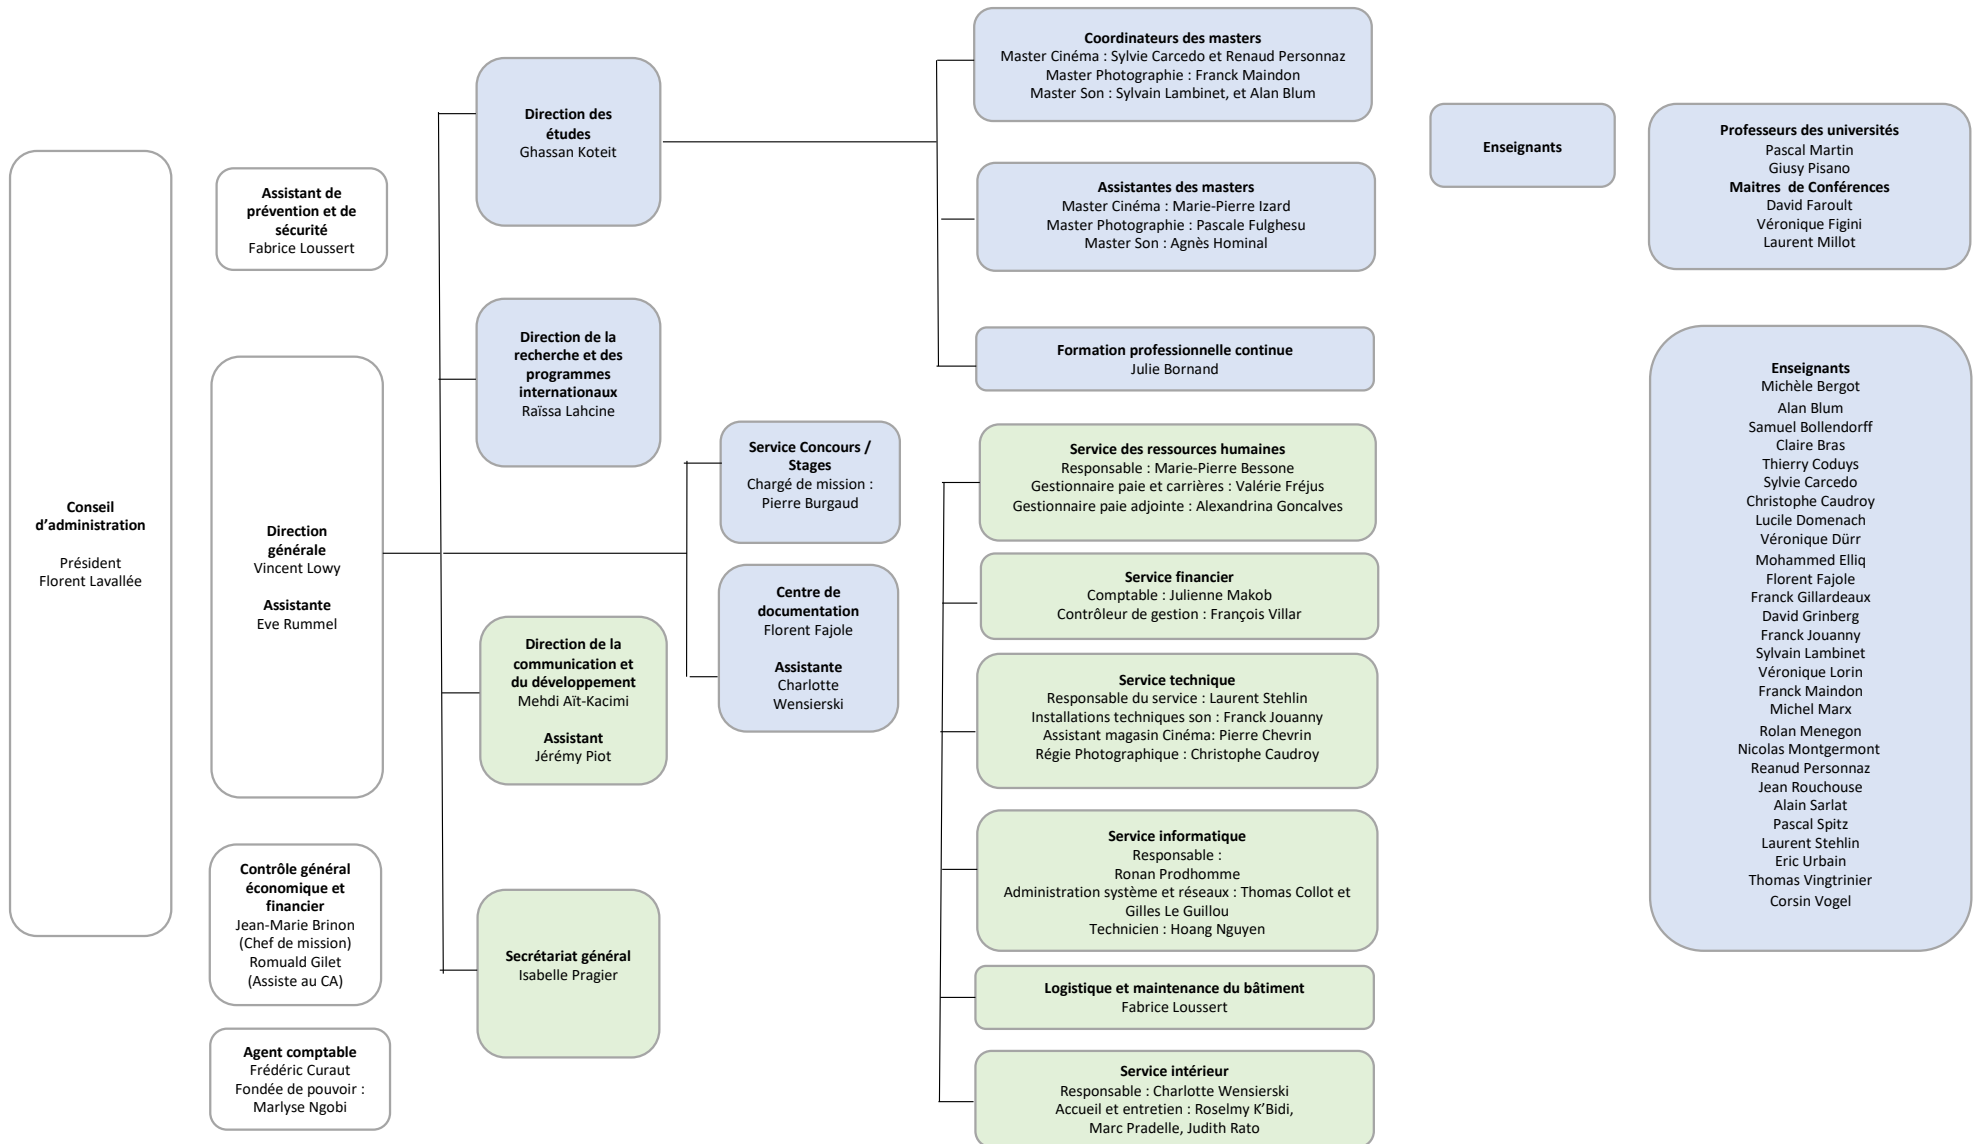 Conseil
d’administration
Président
Florent Lavallée
Assistant de
prévention et de
sécurité
Fabrice Loussert
Direction
générale
Vincent Lowy
Assistante
Eve Rummel
Contrôle général
économique et
financier
Jean-Marie Brinon
(Chef de mission)
Romuald Gilet
(Assiste au CA)
Agent comptable
Frédéric Curaut
Fondée de pouvoir :
Marlyse Ngobi
Direction des
études
Ghassan Koteit
Direction de la
recherche et des
programmes
internationaux
Raïssa Lahcine
Direction de la
communication et
du développement
Mehdi Aït-Kacimi
Assistant
Jérémy Piot
Secrétariat général
Isabelle Pragier
Service Concours /
Stages
Chargé de mission :
Pierre Burgaud
Centre de
documentation
Florent Fajole
Assistante
Charlotte
Wensierski
Coordinateurs des masters
Master Cinéma : Sylvie Carcedo et Renaud Personnaz
Master Photographie : Franck Maindon
Master Son : Sylvain Lambinet, et Alan Blum
Assistantes des masters
Master Cinéma : Marie-Pierre Izard
Master Photographie : Pascale Fulghesu
Master Son : Agnès Hominal
Formation professionnelle continue
Julie Bornand
Service des ressources humaines
Responsable : Marie-Pierre Bessone
Gestionnaire paie et carrières : Valérie Fréjus
Gestionnaire paie adjointe : Alexandrina Goncalves
Service financier
Comptable : Julienne Makob
Contrôleur de gestion : François Villar
Service technique
Responsable du service : Laurent Stehlin
Installations techniques son : Franck Jouanny
Assistant magasin Cinéma: Pierre Chevrin
Régie Photographique : Christophe Caudroy
Service informatique
Responsable :
Ronan Prodhomme
Administration système et réseaux : Thomas Collot et
Gilles Le Guillou
Technicien : Hoang Nguyen
Logistique et maintenance du bâtiment
Fabrice Loussert
Service intérieur
Responsable : Charlotte Wensierski
Accueil et entretien : Roselmy K’Bidi,
Marc Pradelle, Judith Rato
Enseignants
Professeurs des universités
Pascal Martin
Giusy Pisano
Maitres de Conférences
David Faroult
Véronique Figini
Laurent Millot
Enseignants
Michèle Bergot
Alan Blum
Samuel Bollendorff
Claire Bras
Thierry Coduys
Sylvie Carcedo
Christophe Caudroy
Lucile Domenach
Véronique Dürr
Mohammed Elliq
Florent Fajole
Franck Gillardeaux
David Grinberg
Franck Jouanny
Sylvain Lambinet
Véronique Lorin
Franck Maindon
Michel Marx
Rolan Menegon
Nicolas Montgermont
Reanud Personnaz
Jean Rouchouse
Alain Sarlat
Pascal Spitz
Laurent Stehlin
Eric Urbain
Thomas Vingtrinier
Corsin Vogel